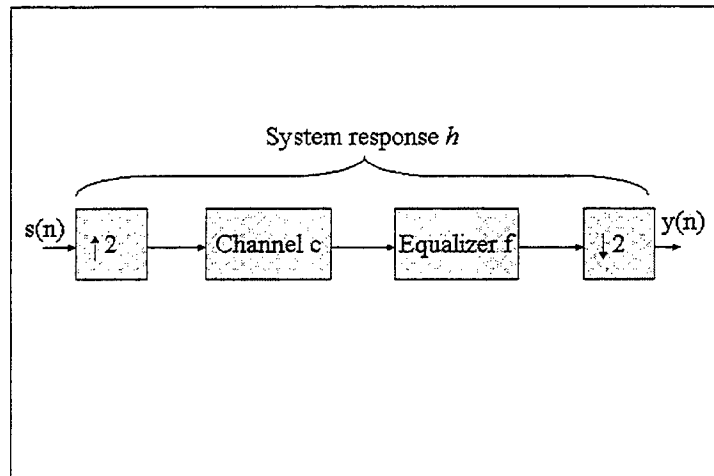 System response h
s(n)
↑2
Channel c
Equalizer f
↓2
y(n)